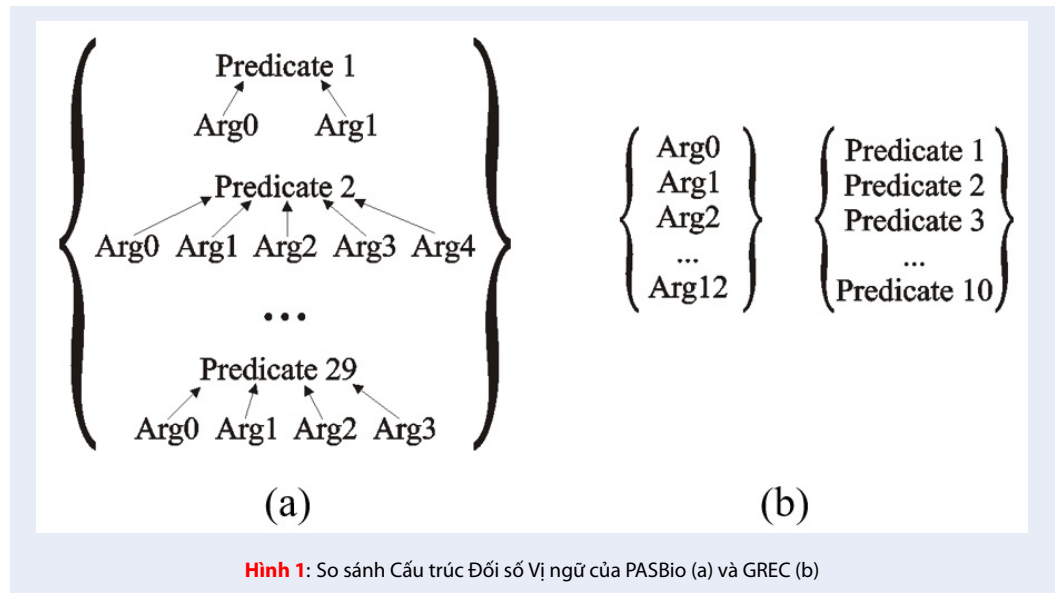 Predicate 1
Arg0 Arg1
Predicate 2
Arg0 Arg1 Arg2 Arg3 Arg4
...
Predicate 29
Arg0 Arg1 Arg2 Arg3
(a)
Arg0
Arg1
Arg2
...
Arg12
Predicate 1
Predicate 2
Predicate 3
...
Predicate 10
(b)
Hình 1: So sánh Cấu trúc Đối số Vị ngữ của PASBio (a) và GREC (b)